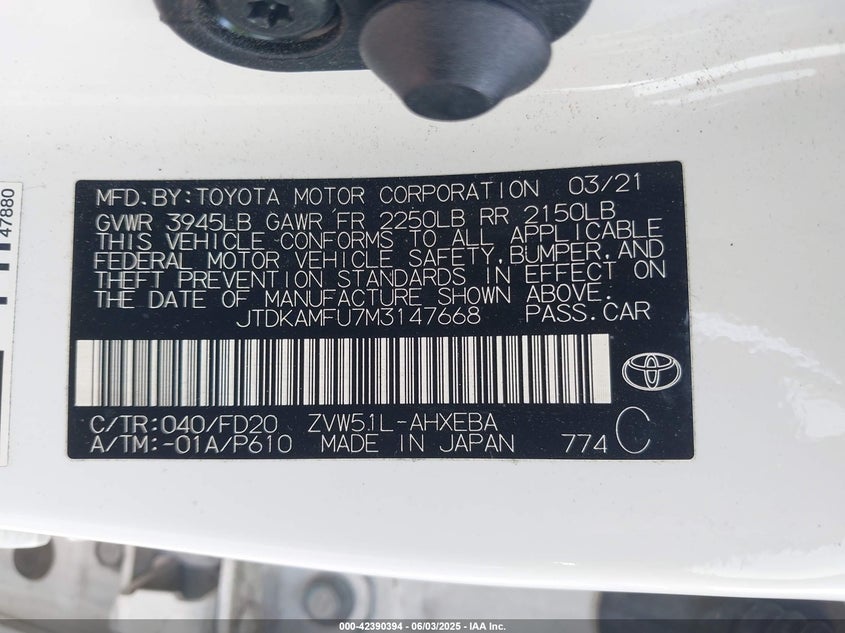 47880
MFD.BY:TOYOTA MOTOR CORPORATION 03/21
GVWR 3945LB GAWR FR 2250LB RR 2150LB
THIS VEHICLE CONFORMS TO ALL APPLICABLE
FEDERAL MOTOR VEHICLE SAFETY,BUMPER,AND
THEFT PREVENTION STANDARDS IN EFFECT ON
THE DATE OF MANUFACTURE SHOWN ABOVE.
JTDKAMFU7M3147668 PASS.CAR
C/TR:040/FD20 ZVW51L-AHXEBA
A/TM:-01A/P610 MADE IN JAPAN 774 C
000-42390394 - 06/03/2025 - IAA Inc.